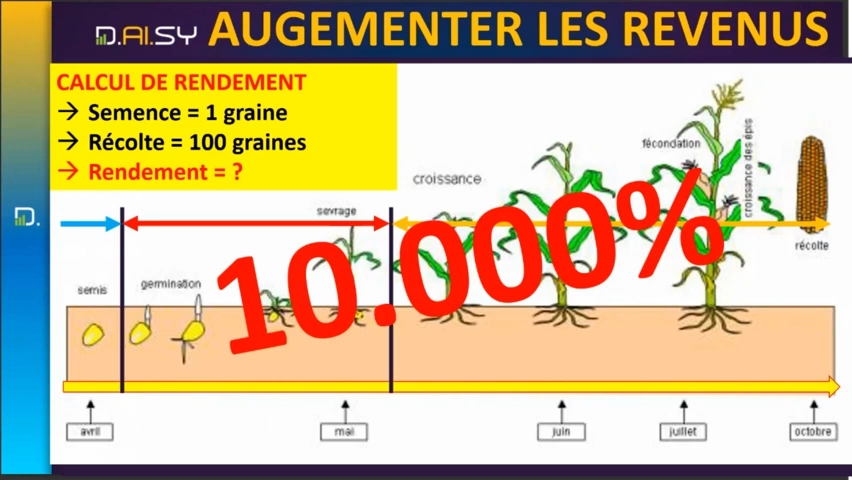 D.AI.SY AUGEMENTER LES REVENUS
CALCUL DE RENDEMENT
→ Semence = 1 graine
→ Récolte = 100 graines
→ Rendement = ?
D.
semis
germination
sevrage
croissance
fécondation
croissance des épis
récolte
10.000%
avril
mai
juin
juillet
octobre